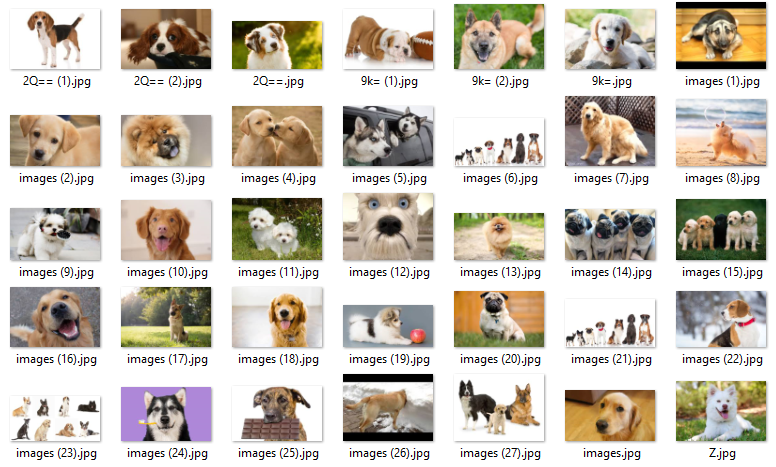 2Q== (1).jpg
2Q== (2).jpg
2Q==.jpg
9k= (1).jpg
9k= (2).jpg
9k=.jpg
images (1).jpg
images (2).jpg
images (3).jpg
images (4).jpg
images (5).jpg
images (6).jpg
images (7).jpg
images (8).jpg
images (9).jpg
images (10).jpg
images (11).jpg
images (12).jpg
images (13).jpg
images (14).jpg
images (15).jpg
images (16).jpg
images (17).jpg
images (18).jpg
images (19).jpg
images (20).jpg
images (21).jpg
images (22).jpg
images (23).jpg
images (24).jpg
images (25).jpg
images (26).jpg
images (27).jpg
images.jpg
Z.jpg